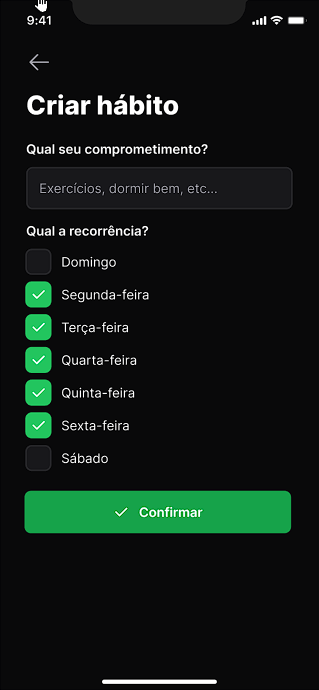 9:41
Criar hábito
Qual seu comprometimento?
Exercícios, dormir bem, etc...
Qual a recorrência?
Domingo
Segunda-feira
Terça-feira
Quarta-feira
Quinta-feira
Sexta-feira
Sábado
Confirmar